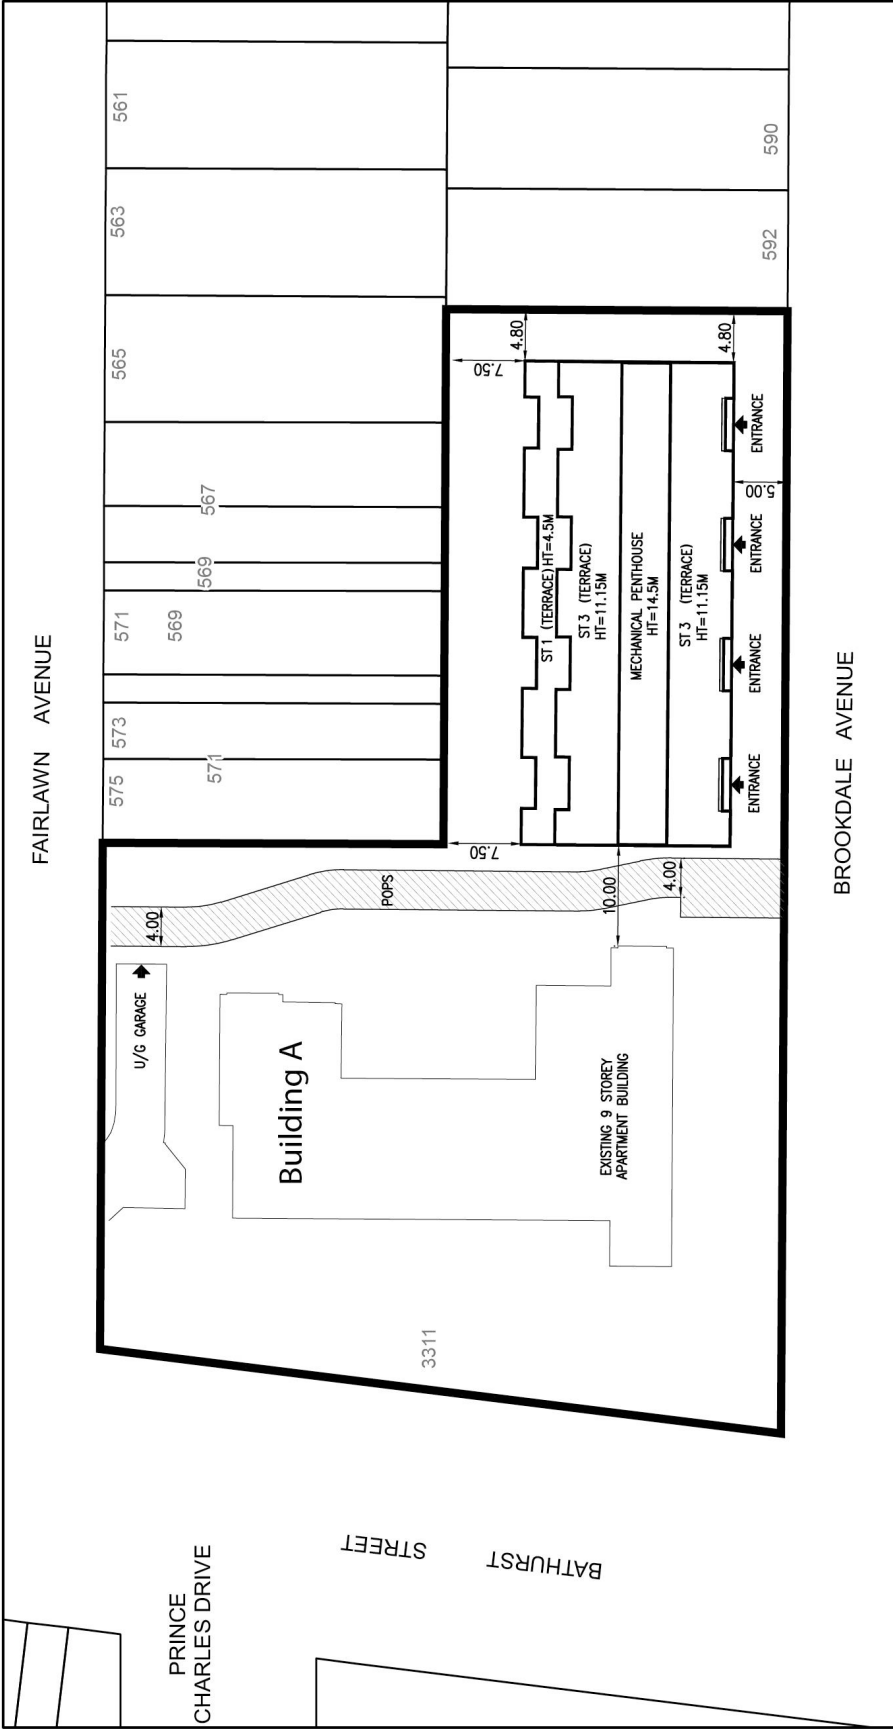 FAIRLAWN AVENUE
575
573
571
569
567
565
563
561
571
569
569
U/G GARAGE
4.00
POPS
7.50
7.50
4.80
4.80
Building A
EXISTING 9 STOREY
APARTMENT BUILDING
10.00
4.00
ST 1 (TERRACE) HT=4.5M
ST 3 (TERRACE)
HT=11.15M
MECHANICAL PENTHOUSE
HT=14.5M
ST 3 (TERRACE)
HT=11.15M
ENTRANCE
ENTRANCE
ENTRANCE
ENTRANCE
5.00
592
590
3311
PRINCE
CHARLES DRIVE
BATHURST STREET
BROOKDALE AVENUE